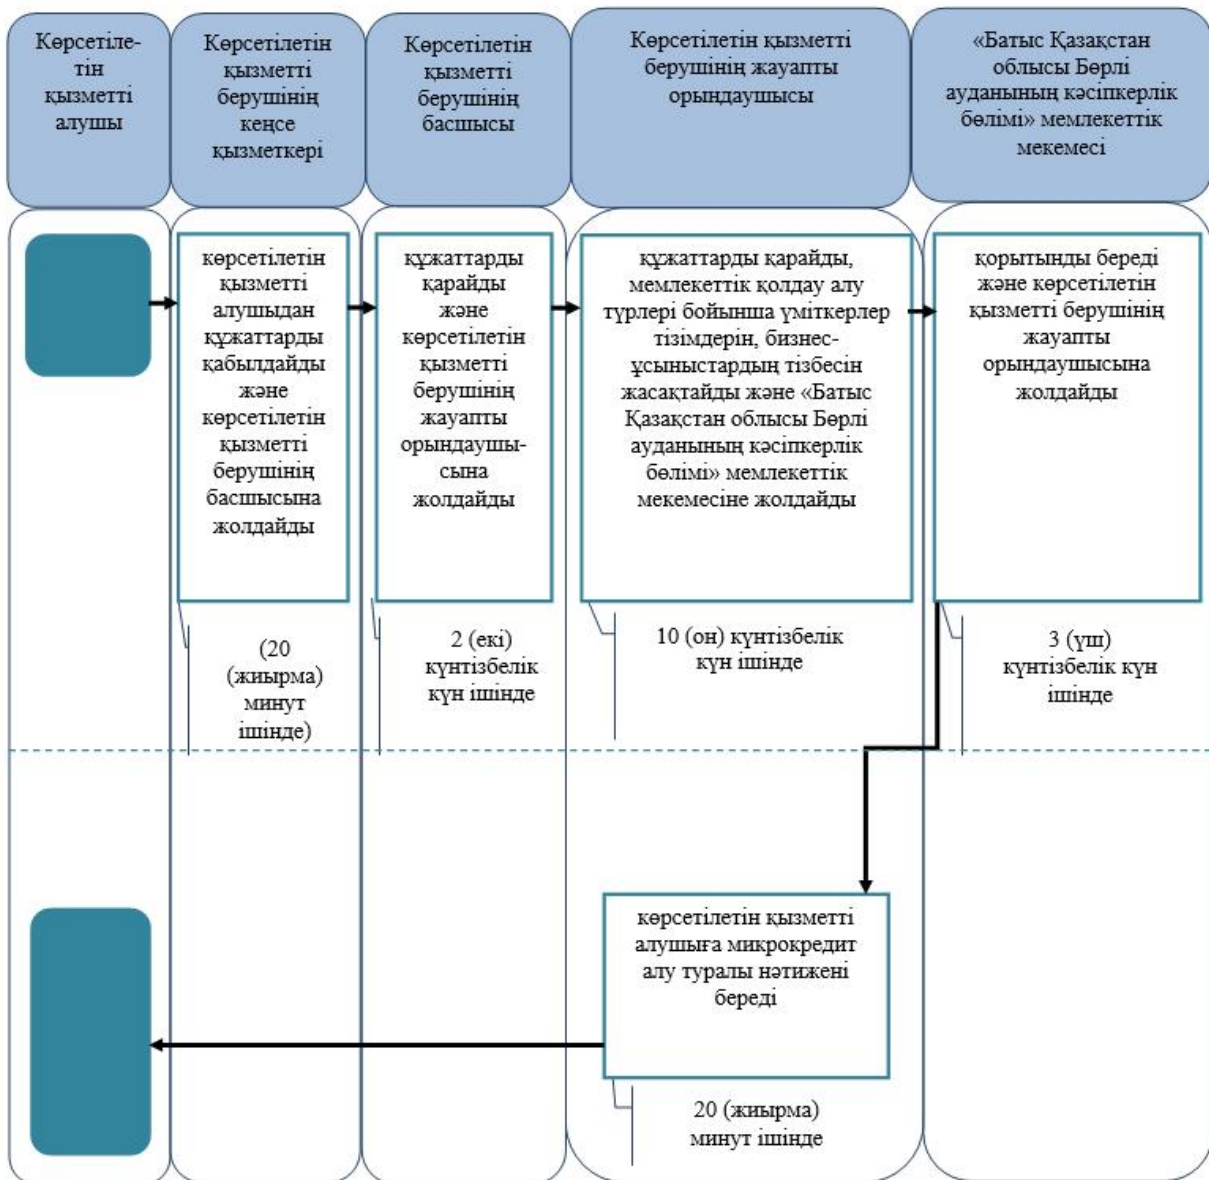 Көрсетіле-
тін
қызметті
алушы
Көрсетілетін
қызметті
берушінің
кеңсе
қызметкері
Көрсетілетін
қызметті
берушінің
басшысы
Көрсетілетін қызметті
берушінің жауапты
орындаушысы
«Батыс Қазақстан
облысы Бөрлі
ауданының кәсіпкерлік
бөлімі» мемлекеттік
мекемесі
көрсетілетін
қызметті
алушыдан
құжаттарды
қабылдайды
және
көрсетілетін
қызметті
берушінің
басшысына
жолдайды
құжаттарды
қарайды
және
көрсетілетін
қызметті
берушінің
жауапты
орындаушы-
сына
жолдайды
құжаттарды қарайды,
мемлекеттік қолдау алу
түрлері бойынша үміткерлер
тізімдерін, бизнес-
ұсыныстардың тізбесін
жасақтайды және «Батыс
Қазақстан облысы Бөрлі
ауданының кәсіпкерлік
бөлімі» мемлекеттік
мекемесіне жолдайды
қорытынды береді
және көрсетілетін
қызметті берушінің
жауапты
орындаушысына
жолдайды
(20
(жиырма)
минут
ішінде)
2 (екі)
күнтізбелік
күн ішінде
10 (он) күнтізбелік
күн ішінде
3 (үш)
күнтізбелік күн
ішінде
көрсетілетін қызметті
алушыға микрокредит
алу туралы нәтижені
береді
20 (жиырма)
минут ішінде